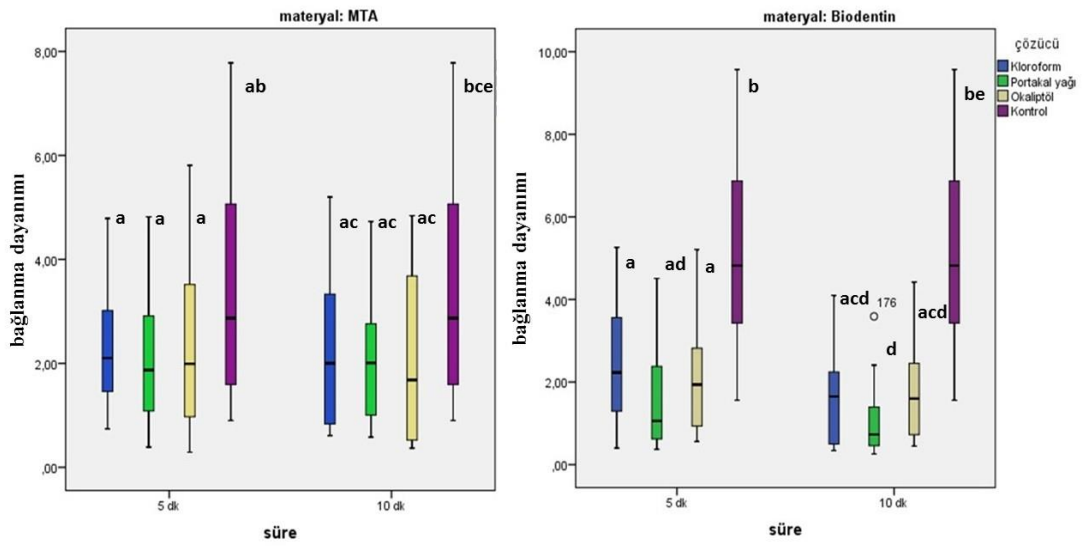 materyal: MTA
8,00
6,00
4,00
2,00
,00
bağlanma dayanımı
a
a
a
ab
ac
ac
ac
bce
5 dk
10 dk
süre
materyal: Biodentin
10,00
8,00
6,00
4,00
2,00
,00
bağlanma dayanımı
a
ad
a
b
acd
176
d
acd
be
5 dk
10 dk
süre
çözücü
Kloroform
Portakal yağı
Okaliptöl
Kontrol